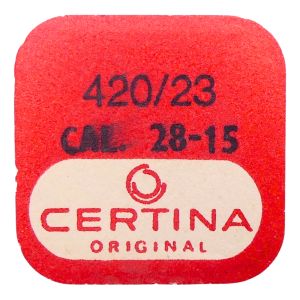 420/23
CAL. 28-15
CERTINA
ORIGINAL